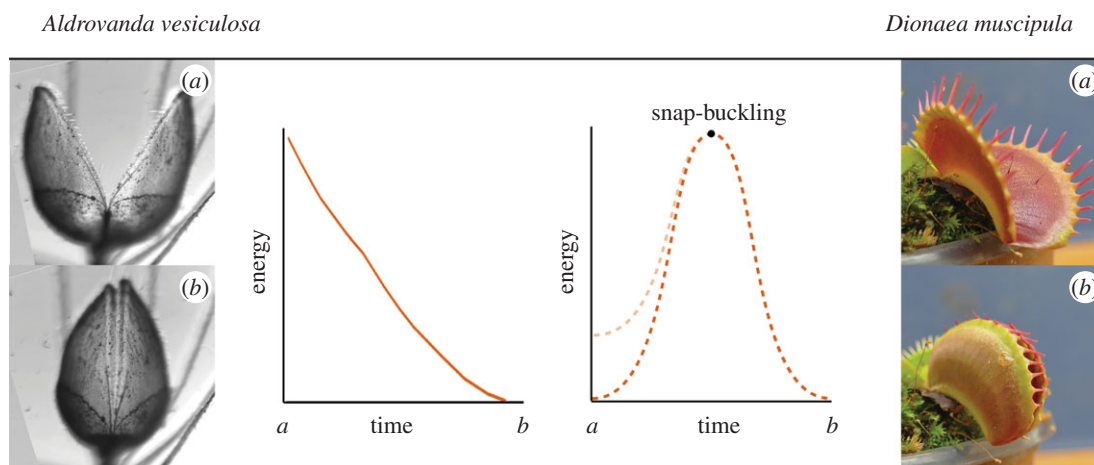 Aldrovanda vesiculosa
Dionaea muscipula
(a)
(b)
energy
a
time
b
snap-buckling
energy
a
time
b
(a)
(b)